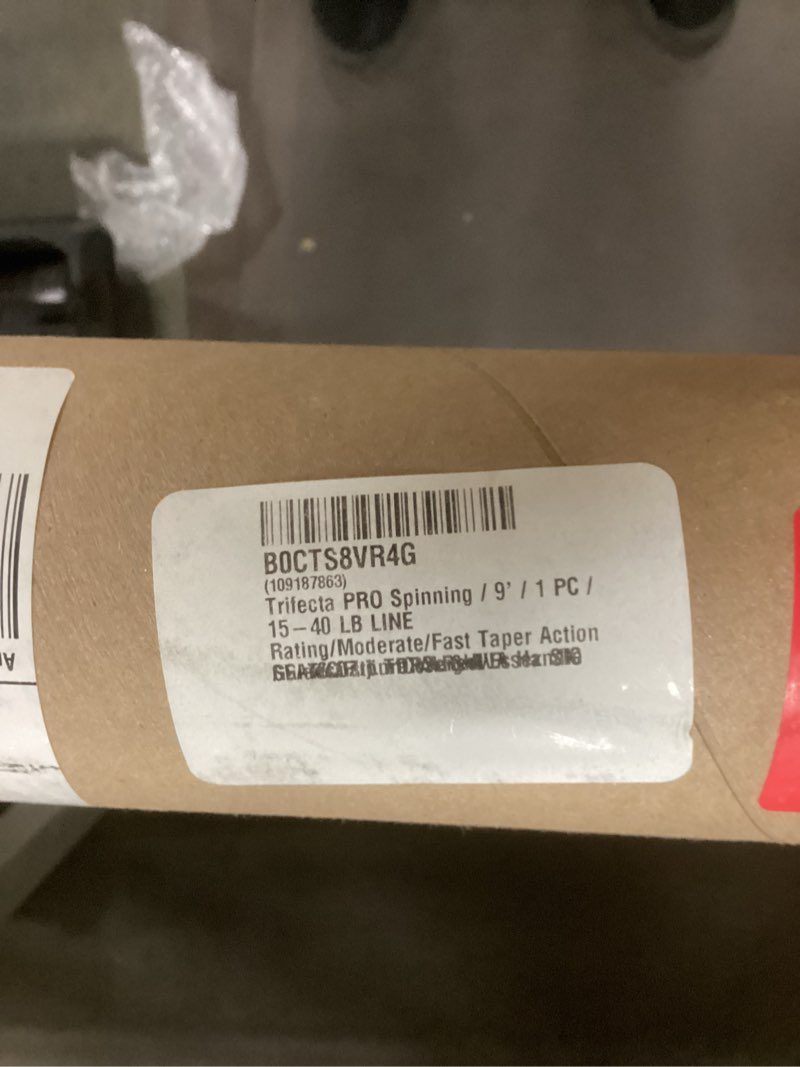 B0CTS8VR4G
(109187863)
Trifecta PRO Spinning / 9' / 1 PC /
15-40 LB LINE
Rating/Moderate/Fast Taper Action